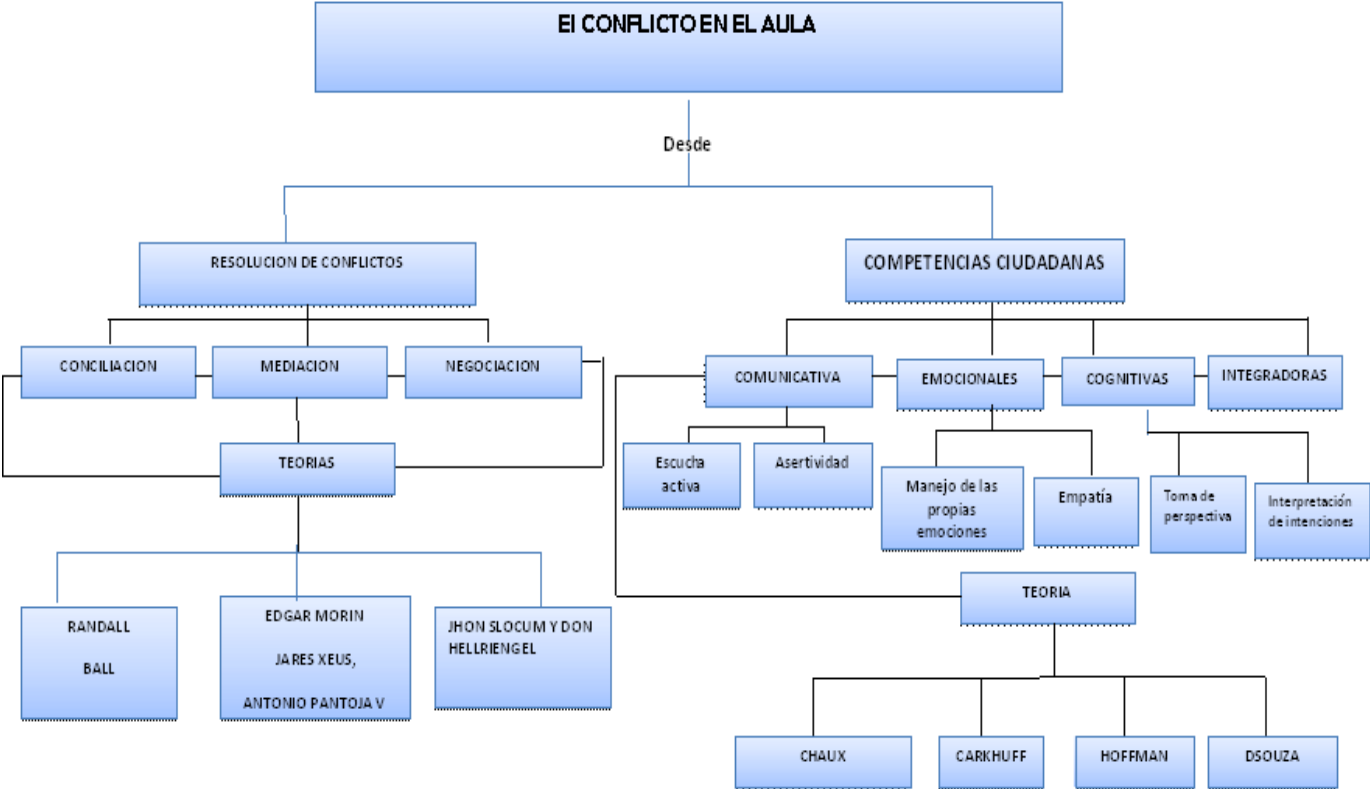 El CONFLICTO EN EL AULA
Desde
RESOLUCION DE CONFLICTOS
COMPETENCIAS CIUDADANAS
CONCILIACION
MEDIACION
NEGOCIACION
COMUNICATIVA
EMOCIONALES
COGNITIVAS
INTEGRADORAS
TEORIAS
Escucha
activa
Asertividad
Manejo de las
propias
emociones
Empatía
Toma de
perspectiva
Interpretación
de intenciones
RANDALL
BALL
EDGAR MORIN
JARES XEUS,
ANTONIO PANTOJA V
JHON SLOCUM Y DON
HELLRIENGEL
TEORIA
CHAUX
CARKHUFF
HOFFMAN
DSOUZA